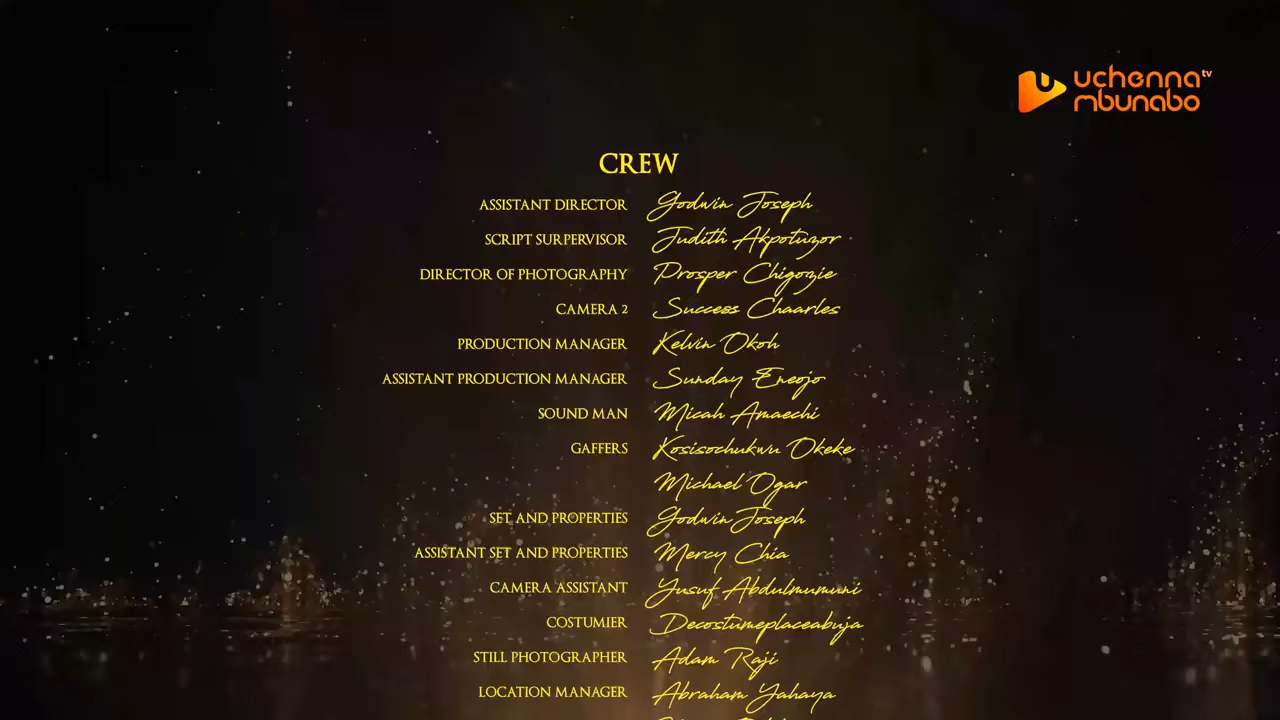 uchenna tv
mbunabo
CREW
ASSISTANT DIRECTOR Godwin Joseph
SCRIPT SURPERVISOR Judith Akpotuzor
DIRECTOR OF PHOTOGRAPHY Prosper Chigozie
CAMERA 2 Success Chaarles
PRODUCTION MANAGER Kelvin Okoh
ASSISTANT PRODUCTION MANAGER Sunday Eneojo
SOUND MAN Micah Amaechi
GAFFERS Kosisochukwu Okeke
Michael Ogar
SET AND PROPERTIES Godwin Joseph
ASSISTANT SET AND PROPERTIES Mercy Chia
CAMERA ASSISTANT Yusuf Abdulmumuni
COSTUMIER Decostumeplaceabuja
STILL PHOTOGRAPHER Adam Raji
LOCATION MANAGER Abraham Yahaya